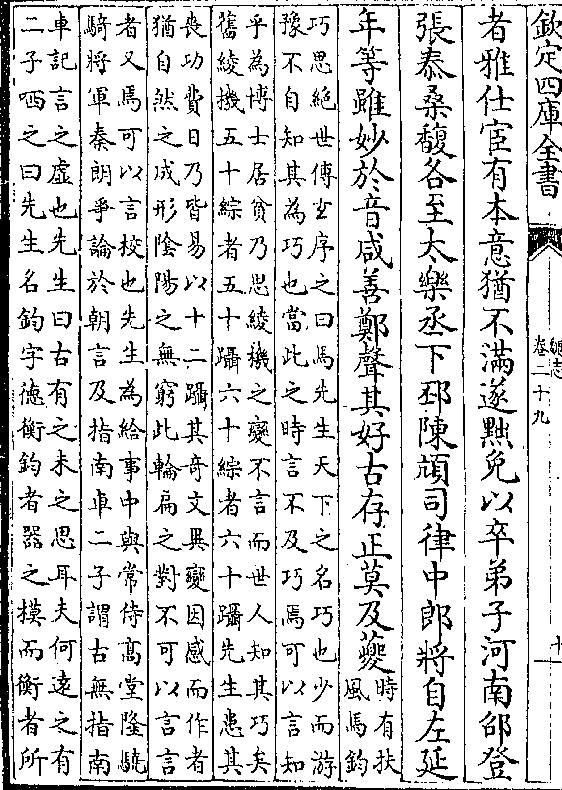 欽定四庫全書
魏志
卷二十九
十
者雅仕宦有本意猶不滿遂黜免以卒弟子河南邵登
張泰桑馥各至太樂丞下邳陳頏司律中郎將自左延
年等雖妙於音咸善鄭聲其好古存正莫及夔時有扶
風馬鈞
巧思絶世傅玄序之曰馬先生天下之名巧也少而游
豫不自知其為巧也當此之時言不及巧焉可以言知
乎為博士居貧乃思綾機之變不言而世人知其巧矣
舊綾機五十綜者五十躡六十綜者六十躡先生患其
喪功費日乃皆易以十二躡其奇文異變因感而作者
猶自然之成形陰陽之無窮此輪扁之對不可以言言
者又焉可以言校也先生為給事中與常侍髙堂隆驍
騎將軍秦朗爭論於朝言及指南車二子謂古無指南
車記言之虛也先生曰古有之未之思耳夫何遠之有
二子哂之曰先生名鈞字德衡鈞者器之摸而衡者所